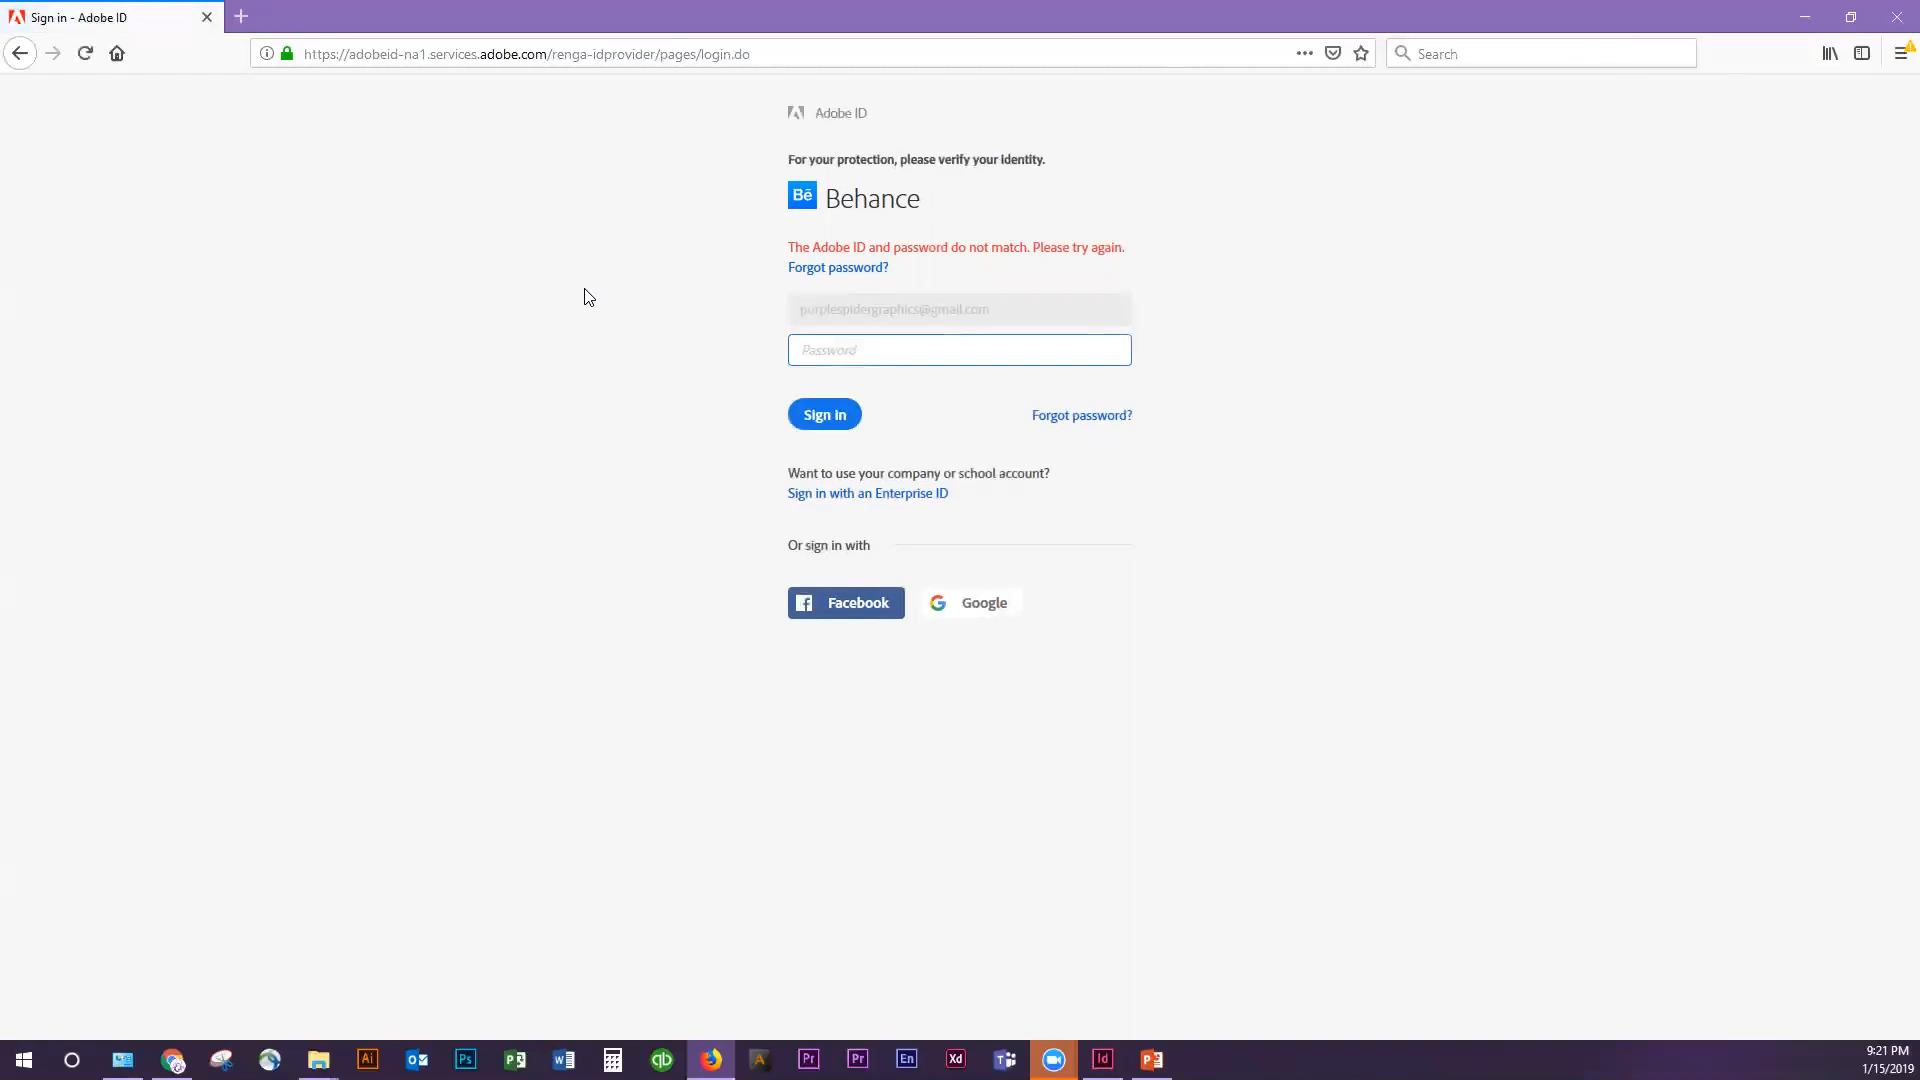 Sign in - Adobe ID
https://adobeid-na1.services.adobe.com/renga-idprovider/pages/login.do
Search
Adobe ID
For your protection, please verify your identity.
Bē Behance
The Adobe ID and password do not match. Please try again.
Forgot password?
purplespidergraphics@gmail.com
Password
Sign in
Forgot password?
Want to use your company or school account?
Sign in with an Enterprise ID
Or sign in with
Facebook
Google
Ai
Ps
qb
Pr
Pr
En
Xd
Id
9:21 PM
1/15/2019